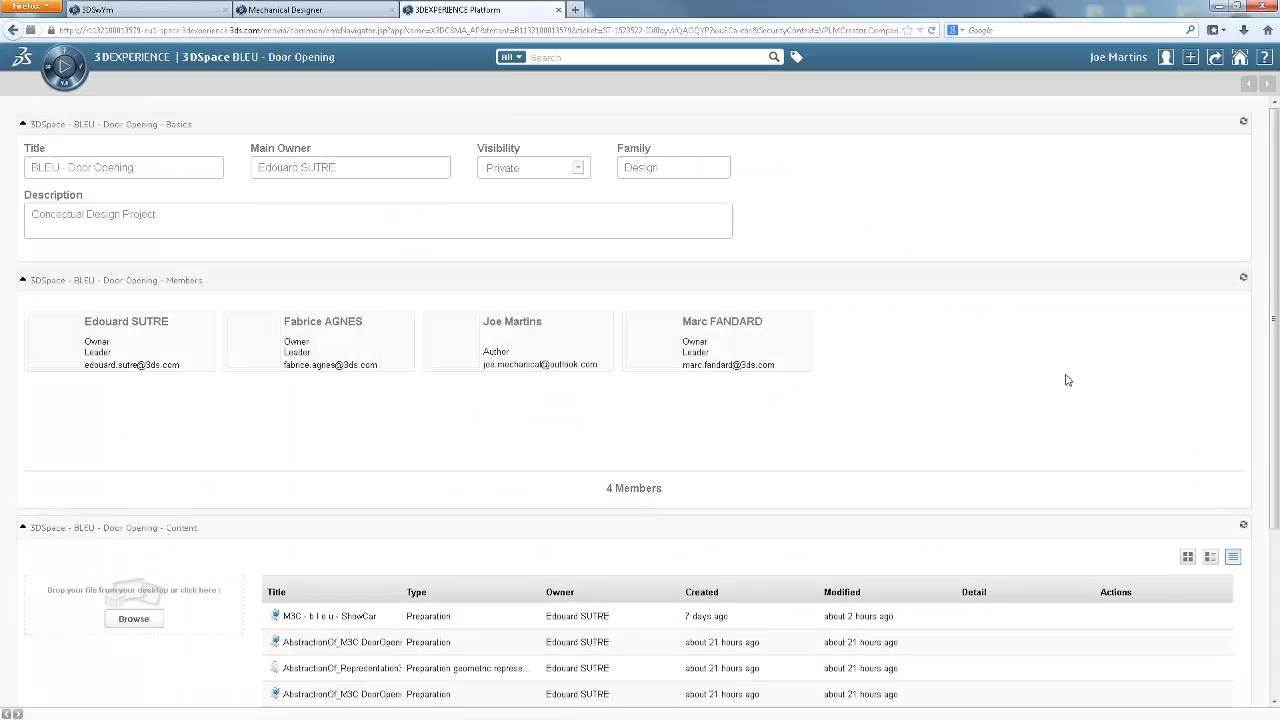 Firefox
3DSwYm
Mechanical Designer
3DEXPERIENCE Platform
Google
3DEXPERIENCE | 3DSpace BLEU - Door Opening
All
Search
Joe Martins
3DSpace - BLEU - Door Opening - Basics
Title
Main Owner
Visibility
Family
BLEU - Door Opening
Edouard SUTRE
Private
Design
Description
Conceptual Design Project
3DSpace - BLEU - Door Opening - Members
Edouard SUTRE
Owner
Leader
edouard.sutre@3ds.com
Fabrice AGNES
Owner
Leader
fabrice.agnes@3ds.com
Joe Martins
Author
joe.mechanical@outlook.com
Marc FANDARD
Owner
Leader
marc.fandard@3ds.com
4 Members
3DSpace - BLEU - Door Opening - Content
Drop your file from your desktop or click here :
Browse
Title Type Owner Created Modified Detail Actions
M3C - b l e u - ShowCar Preparation Edouard SUTRE 7 days ago about 2 hours ago
AbstractionOf_M3C DoorOpeni Preparation Edouard SUTRE about 21 hours ago about 21 hours ago
AbstractionOf_Representation3 Preparation geometric represe... Edouard SUTRE about 21 hours ago about 21 hours ago
AbstractionOf_M3C DoorOpeni Preparation Edouard SUTRE about 21 hours ago about 21 hours ago